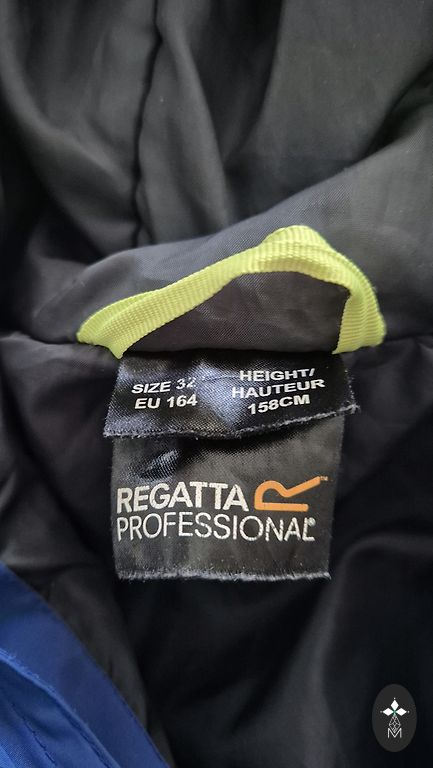 SIZE 32
EU 164
HEIGHT/
HAUTEUR
158CM
REGATTA
PROFESSIONAL
M